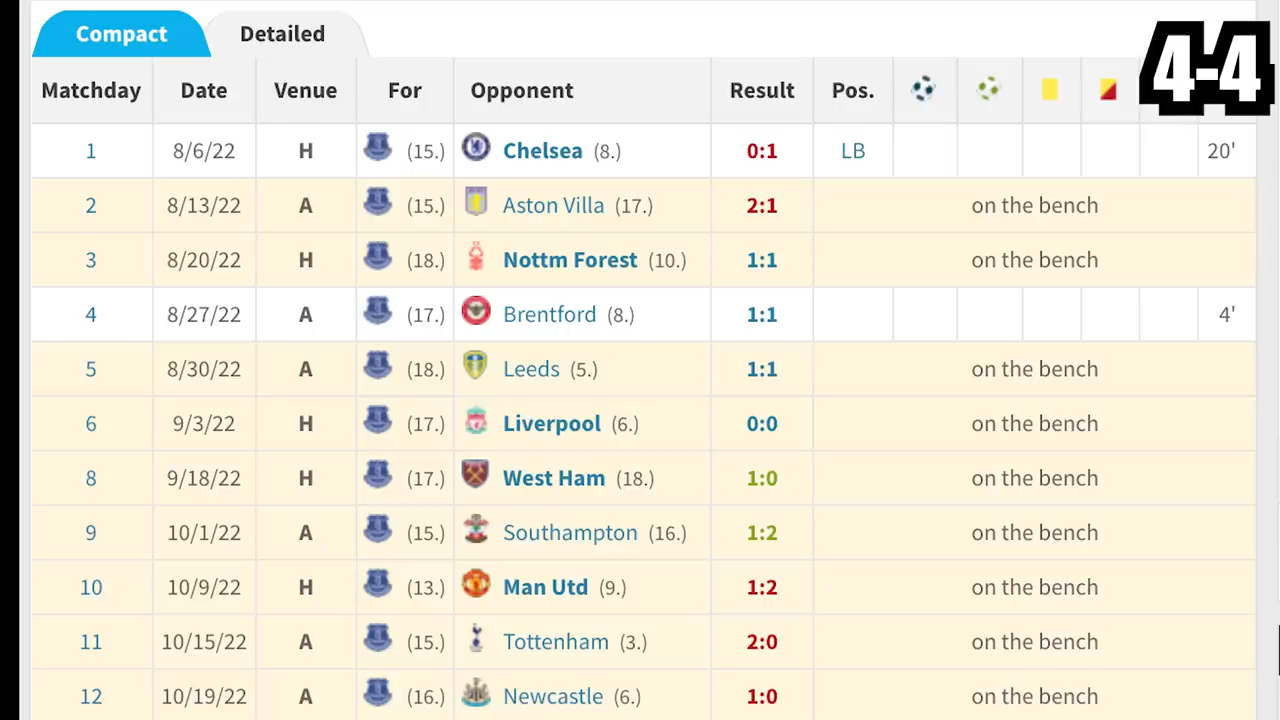 Compact Detailed
4-4
Matchday Date Venue For Opponent Result Pos.
1 8/6/22 H (15.) Chelsea (8.) 0:1 LB 20'
2 8/13/22 A (15.) Aston Villa (17.) 2:1 on the bench
3 8/20/22 H (18.) Nottm Forest (10.) 1:1 on the bench
4 8/27/22 A (17.) Brentford (8.) 1:1 4'
5 8/30/22 A (18.) Leeds (5.) 1:1 on the bench
6 9/3/22 H (17.) Liverpool (6.) 0:0 on the bench
8 9/18/22 H (17.) West Ham (18.) 1:0 on the bench
9 10/1/22 A (15.) Southampton (16.) 1:2 on the bench
10 10/9/22 H (13.) Man Utd (9.) 1:2 on the bench
11 10/15/22 A (15.) Tottenham (3.) 2:0 on the bench
12 10/19/22 A (16.) Newcastle (6.) 1:0 on the bench